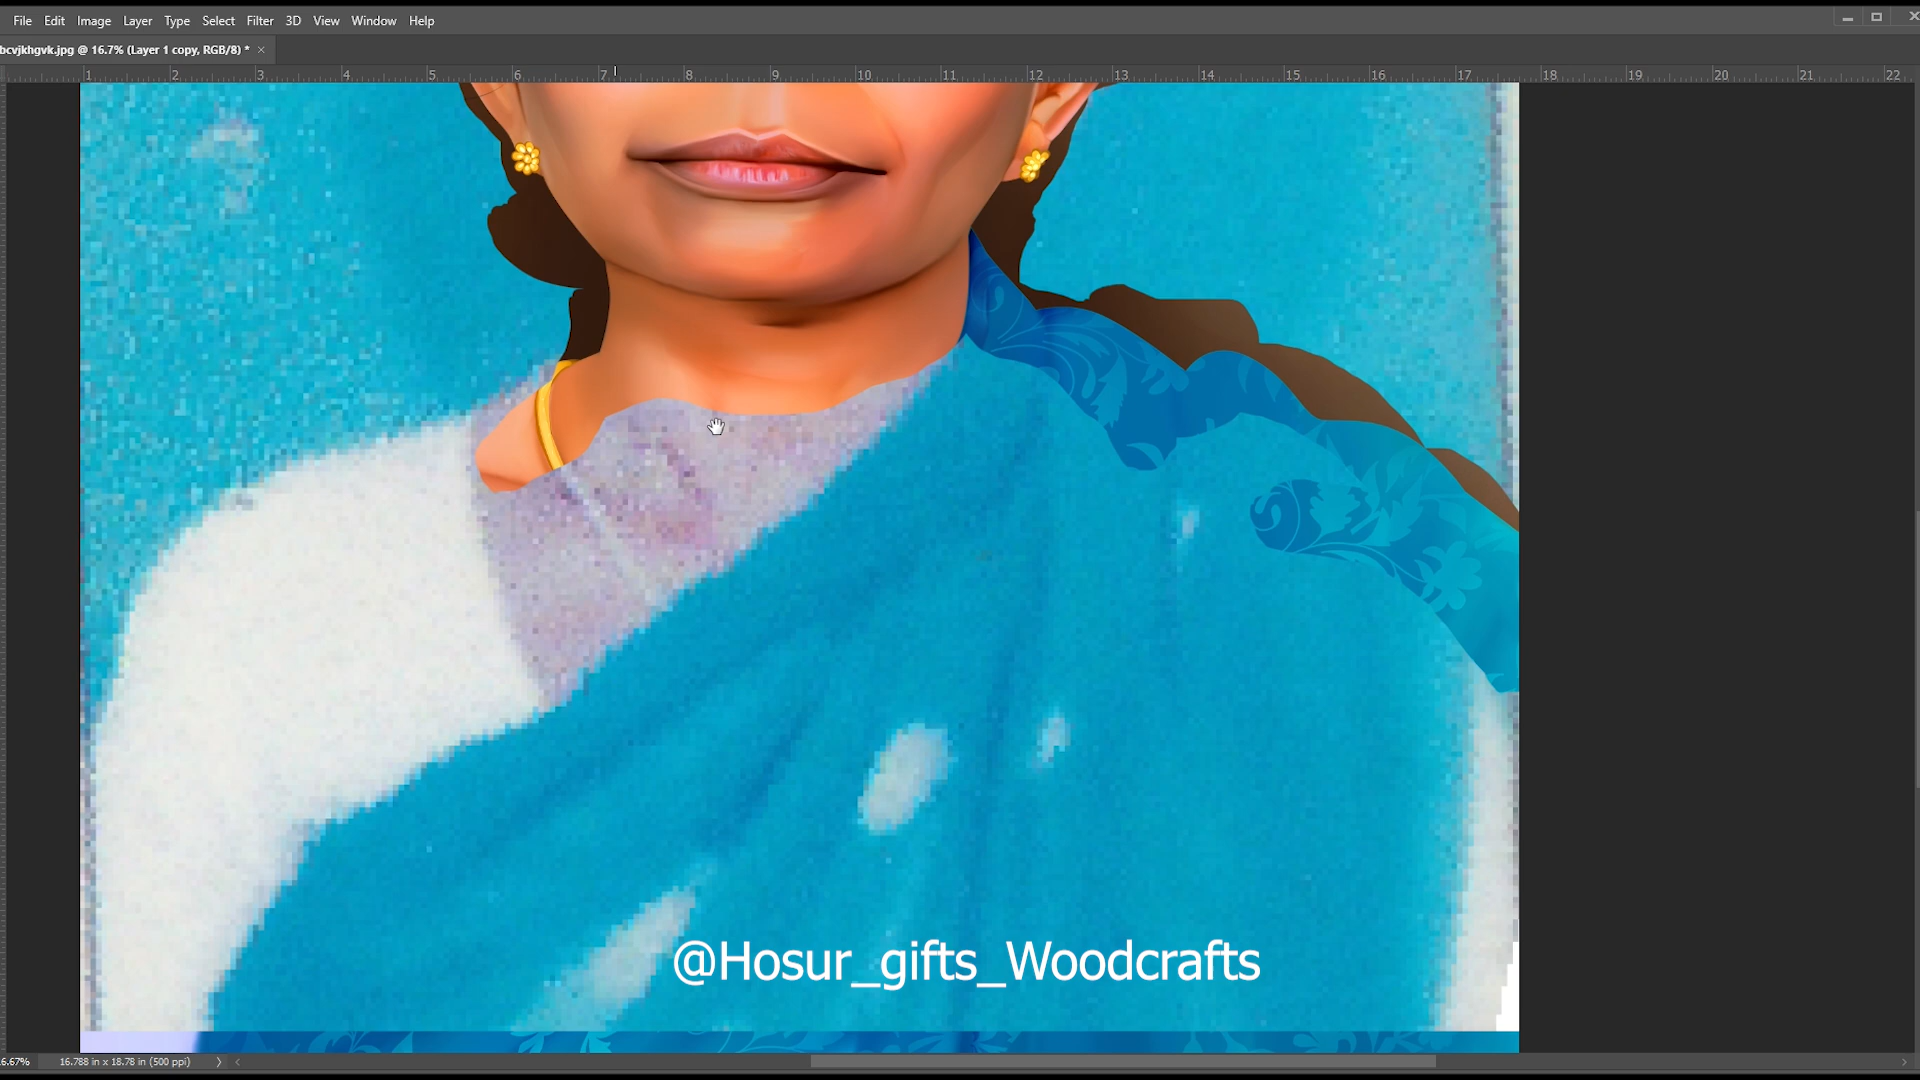 File Edit Image Layer Type Select Filter 3D View Window Help
bcvjkhgvk.jpg @ 16.7% (Layer 1 copy, RGB/8) * ×
1 2 3 4 5 6 7 8 9 10 11 12 13 14 15 16 17 18 19 20 21 22
@Hosur_gifts_Woodcrafts
6.67% 16.788 in x 18.78 in (500 ppi)